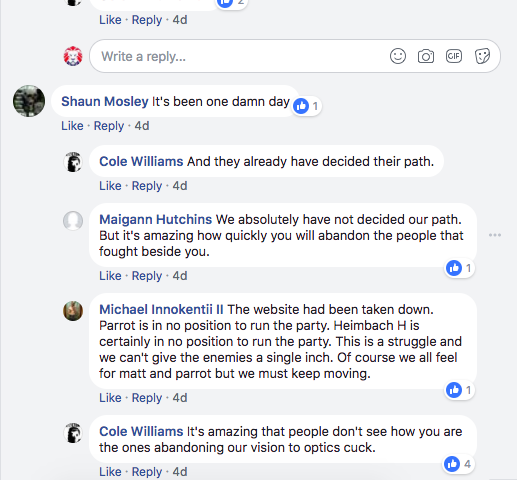 2
Like · Reply · 4d
Write a reply...
GIF
Shaun Mosley It's been one damn day
1
Like · Reply · 4d
Cole Williams And they already have decided their path.
Like · Reply · 4d
Maigann Hutchins We absolutely have not decided our path.
But it's amazing how quickly you will abandon the people that
fought beside you.
1
Like · Reply · 4d
Michael Innokentii II The website had been taken down.
Parrot is in no position to run the party. Heimbach H is
certainly in no position to run the party. This is a struggle and
we can't give the enemies a single inch. Of course we all feel
for matt and parrot but we must keep moving.
1
Like · Reply · 4d
Cole Williams It's amazing that people don't see how you are
the ones abandoning our vision to optics cuck.
4
Like · Reply · 4d